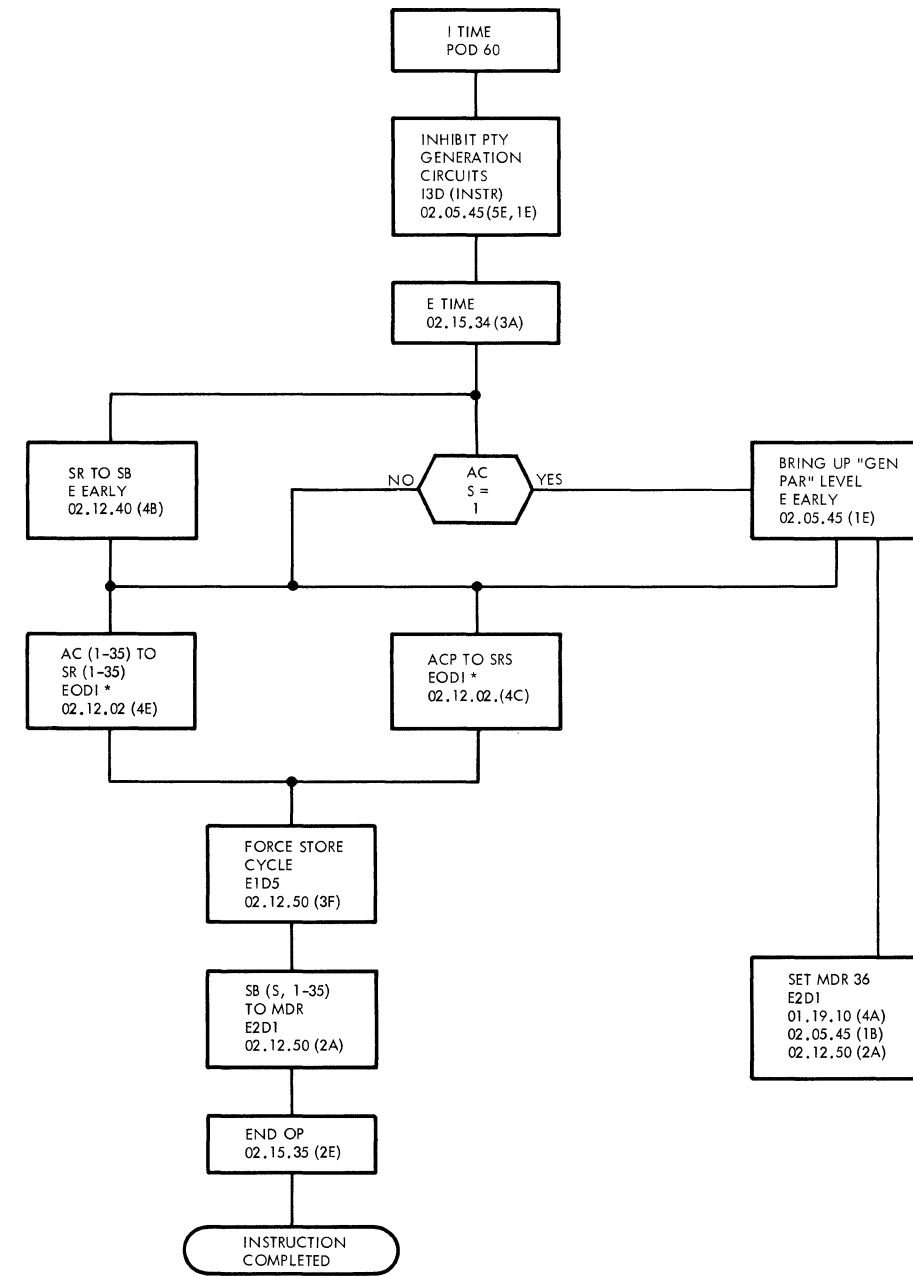 I TIME
POD 60
INHIBIT PTY
GENERATION
CIRCUITS
I3D (INSTR)
02.05.45 (5E, 1E)
E TIME
02.15.34 (3A)
SR TO SB
E EARLY
02.12.40 (4B)
NO
AC
S =
1
YES
BRING UP "GEN
PAR" LEVEL
E EARLY
02.05.45 (1E)
AC (1-35) TO
SR (1-35)
EODI *
02.12.02 (4E)
ACP TO SRS
EODI *
02.12.02.(4C)
FORCE STORE
CYCLE
E1D5
02.12.50 (3F)
SB (S, 1-35)
TO MDR
E2D1
02.12.50 (2A)
SET MDR 36
E2D1
01.19.10 (4A)
02.05.45 (1B)
02.12.50 (2A)
END OP
02.15.35 (2E)
INSTRUCTION
COMPLETED